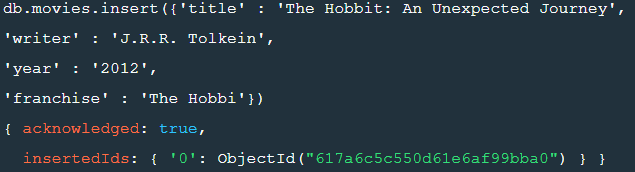 db.movies.insert({'title' : 'The Hobbit: An Unexpected Journey',
'writer' : 'J.R.R. Tolkein',
'year' : '2012',
'franchise' : 'The Hobbi'})
{ acknowledged: true,
insertedIds: { '0': ObjectId("617a6c5c550d61e6af99bba0") } }